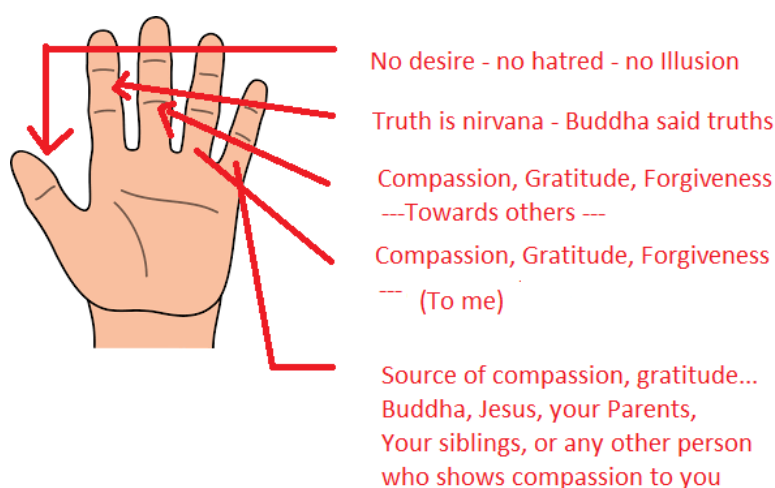 No desire - no hatred - no Illusion
Truth is nirvana - Buddha said truths
Compassion, Gratitude, Forgiveness
---Towards others ---
Compassion, Gratitude, Forgiveness
--- (To me)
Source of compassion, gratitude...
Buddha, Jesus, your Parents,
Your siblings, or any other person
who shows compassion to you